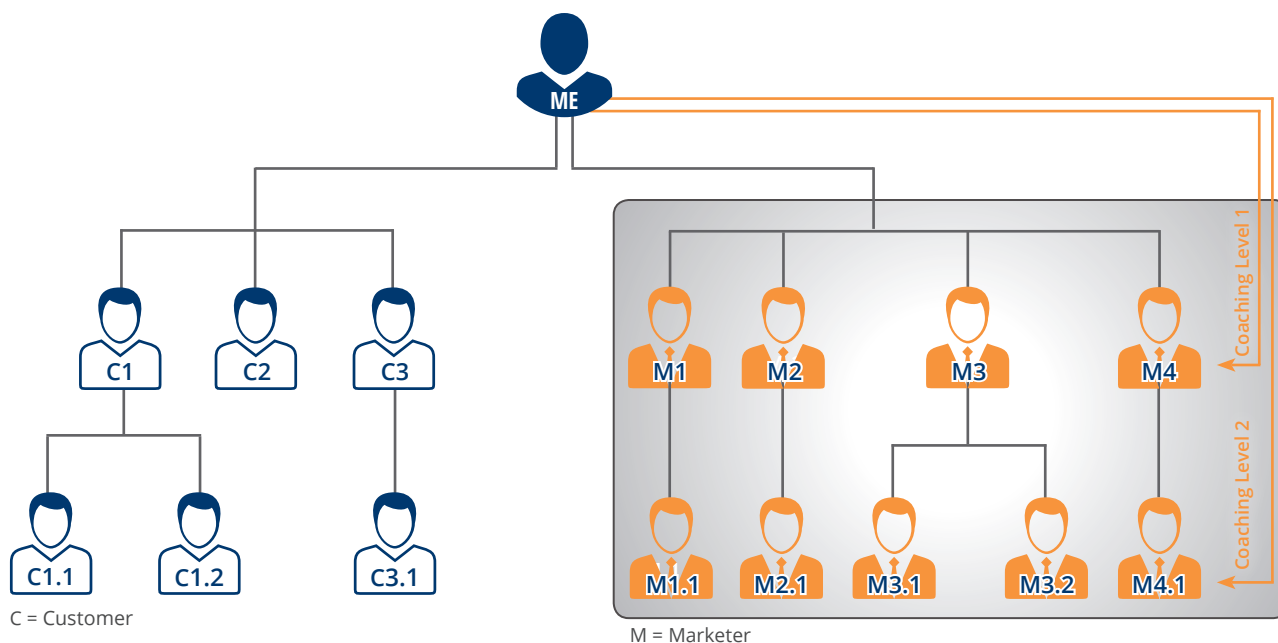 ME
Coaching Level 1
C1
C2
C3
M1
M2
M3
M4
Coaching Level 2
C1.1
C1.2
C3.1
M1.1
M2.1
M3.1
M3.2
M4.1
C = Customer
M = Marketer